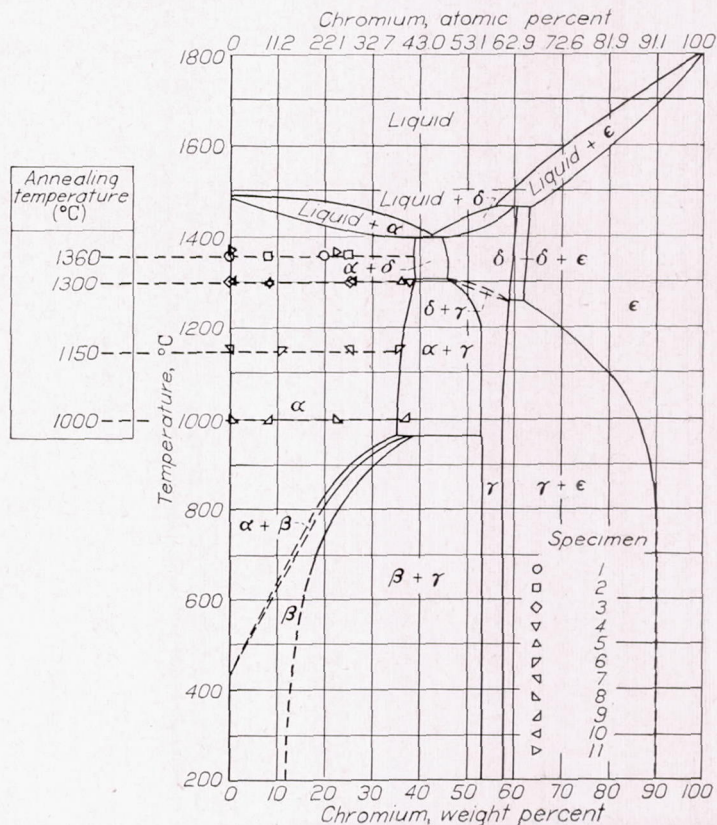 Chromium, atomic percent
0 11.2 22.1 32.7 43.0 53.1 62.9 72.6 81.9 91.1 100
1800
1600
1400
1200
1000
800
600
400
200
Temperature, °C
Annealing temperature (°C)
1360
1300
1150
1000
Liquid
Liquid + ϵ
Liquid + δ
Liquid + α
α + δ
δ
δ + ϵ
ϵ
δ + γ
α + γ
α
γ
γ + ϵ
α + β
β
β + γ
Specimen
1
2
3
4
5
6
7
8
9
10
11
0 10 20 30 40 50 60 70 80 90 100
Chromium, weight percent